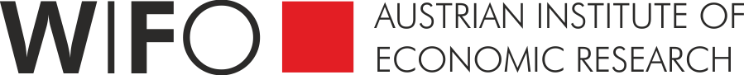 WIFO AUSTRIAN INSTITUTE OF
ECONOMIC RESEARCH